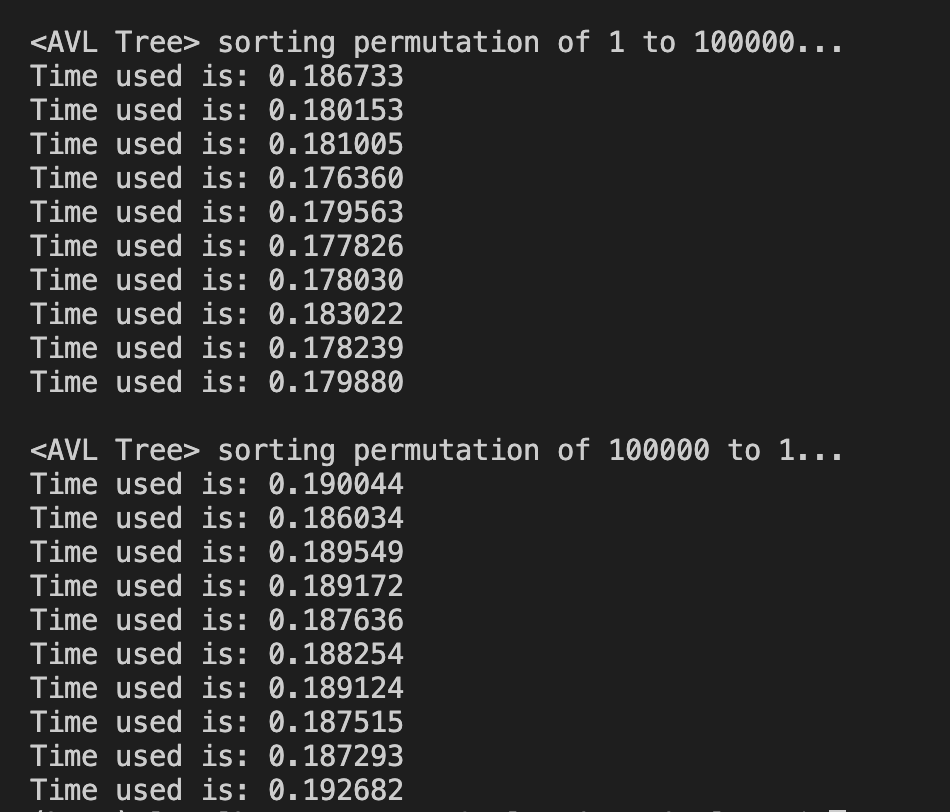 <AVL Tree> sorting permutation of 1 to 100000...
Time used is: 0.186733
Time used is: 0.180153
Time used is: 0.181005
Time used is: 0.176360
Time used is: 0.179563
Time used is: 0.177826
Time used is: 0.178030
Time used is: 0.183022
Time used is: 0.178239
Time used is: 0.179880
<AVL Tree> sorting permutation of 100000 to 1...
Time used is: 0.190044
Time used is: 0.186034
Time used is: 0.189549
Time used is: 0.189172
Time used is: 0.187636
Time used is: 0.188254
Time used is: 0.189124
Time used is: 0.187515
Time used is: 0.187293
Time used is: 0.192682